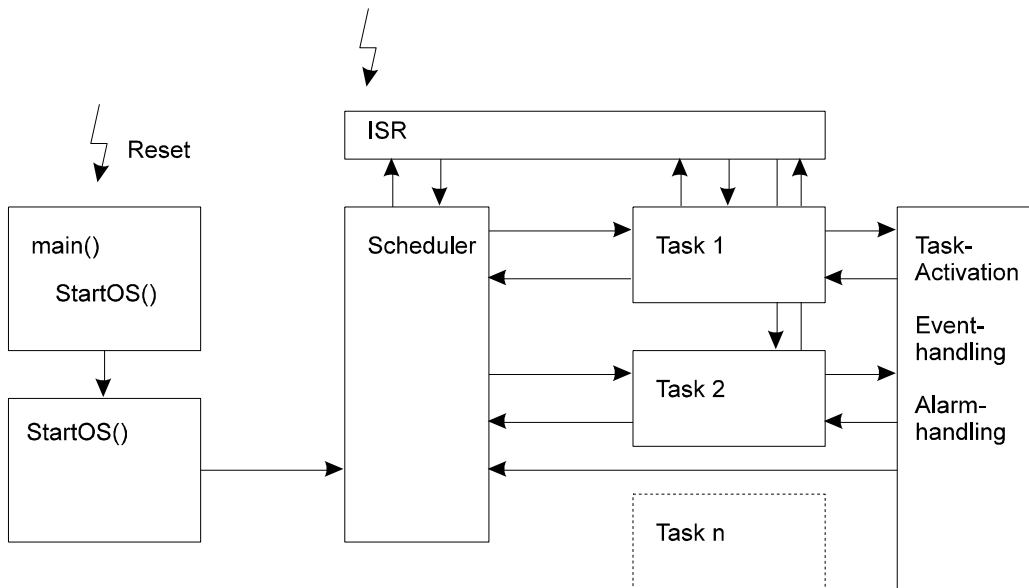 ISR
Reset
main()
StartOS()
Scheduler
Task 1
Task-
Activation
Event-
handling
Task 2
Alarm-
handling
StartOS()
Task n